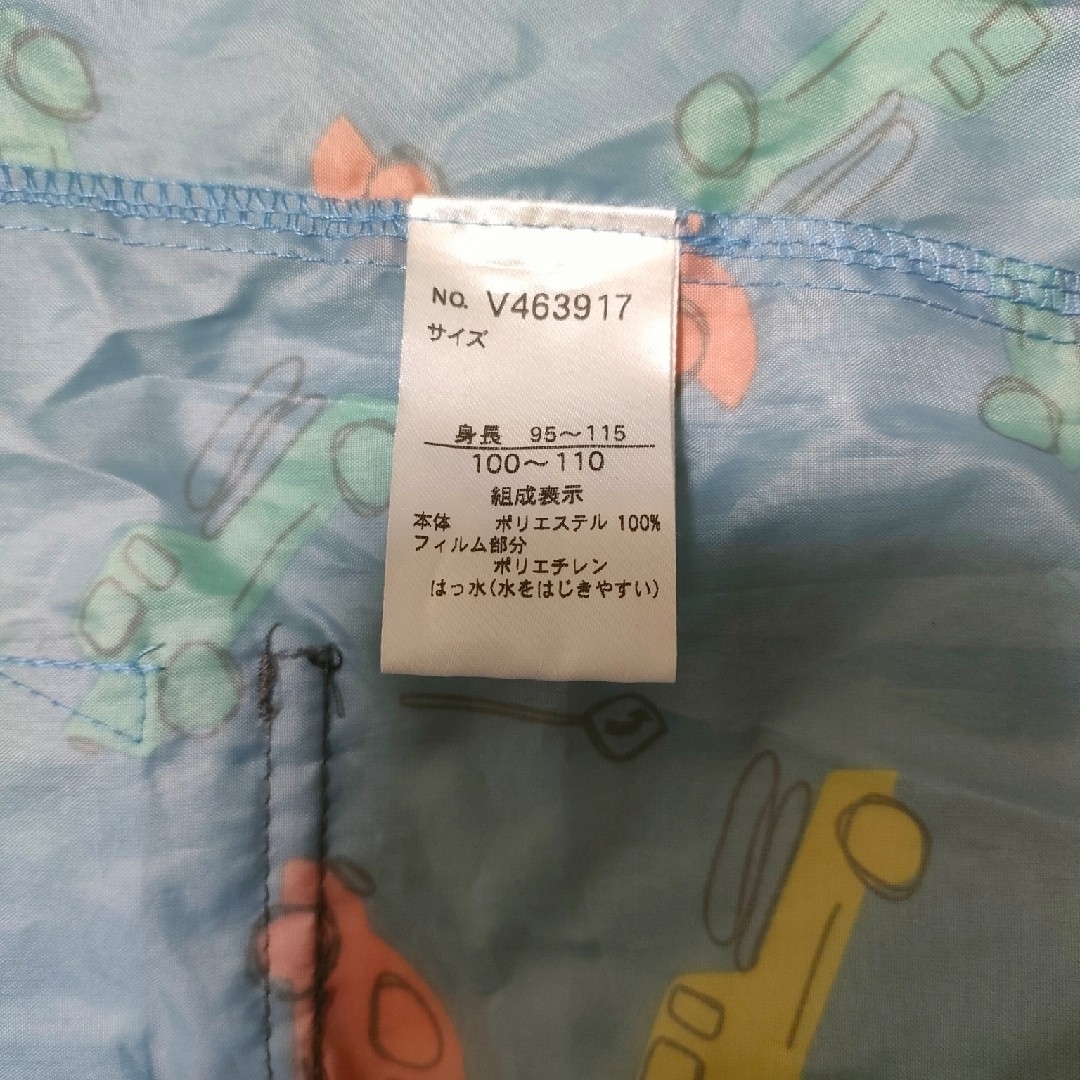 NO. V463917
サイズ
身長 95～115
100～110
組成表示
本体 ポリエステル 100%
フィルム部分
ポリエチレン
はっ水(水をはじきやすい)